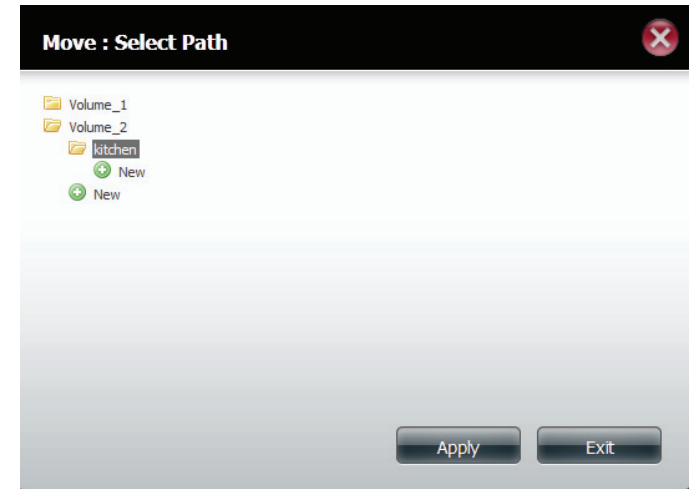 Move : Select Path
Volume_1
Volume_2
kitchen
New
New
Apply Exit